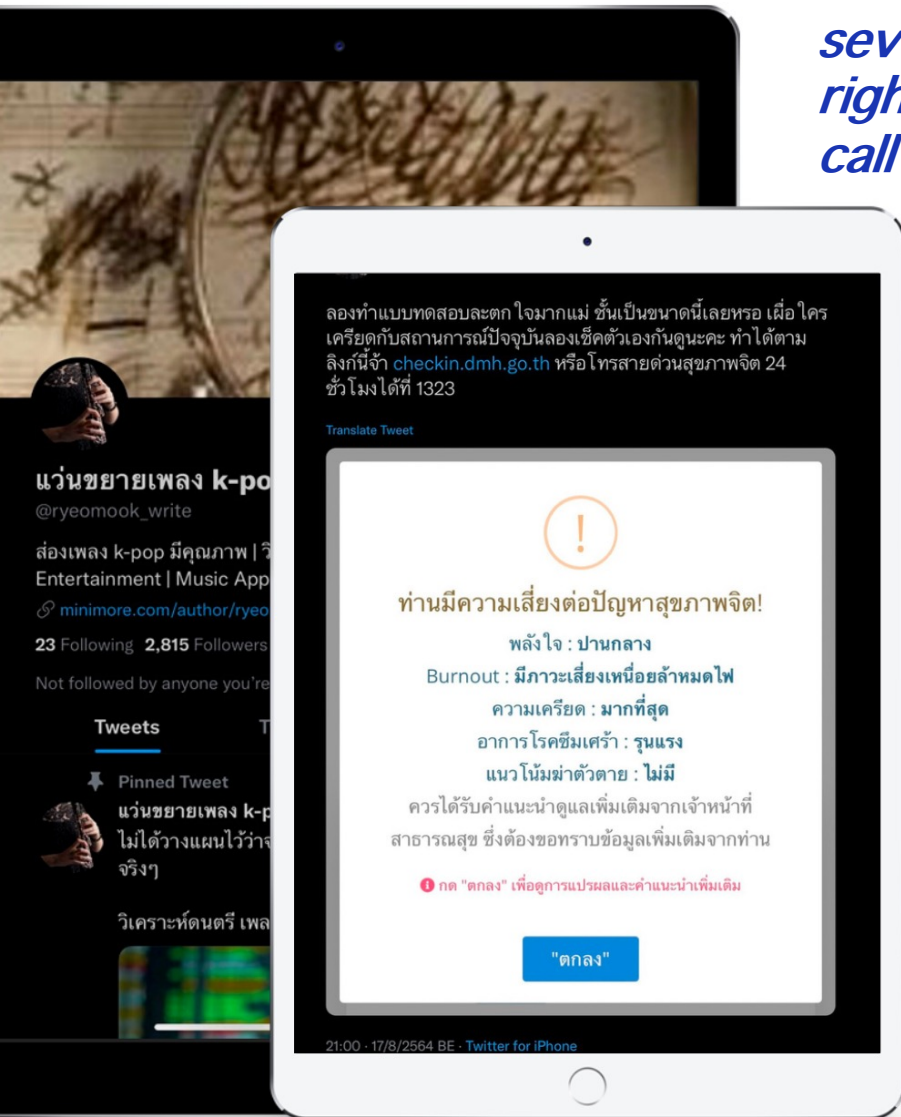 sev
righ
call
แว่นขยายเพลง k-po
@ryeomook_write
ส่องเพลง k-pop มีคุณภาพ | วิ
Entertainment | Music App
minimore.com/author/ryeo
23 Following 2,815 Followers
Not followed by anyone you're
Tweets T
Pinned Tweet
แว่นขยายเพลง k-p
ไม่ได้วางแผนไว้ว่าจ
จริงๆ
วิเคราะห์ดนตรี เพล
ลองทำแบบทดสอบละตกใจมากแม่ ชั้นเป็นขนาดนี้เลยหรอ เผื่อใคร
เครียดกับสถานการณ์ปัจจุบันลองเช็คตัวเองกันดูนะคะ ทำได้ตาม
ลิงก์นี้จ้า checkin.dmh.go.th หรือโทรสายด่วนสุขภาพจิต 24
ชั่วโมงได้ที่ 1323
Translate Tweet
!
ท่านมีความเสี่ยงต่อปัญหาสุขภาพจิต!
พลังใจ : ปานกลาง
Burnout : มีภาวะเสี่ยงเหนื่อยล้าหมดไฟ
ความเครียด : มากที่สุด
อาการโรคซึมเศร้า : รุนแรง
แนวโน้มฆ่าตัวตาย : ไม่มี
ควรได้รับคำแนะนำดูแลเพิ่มเติมจากเจ้าหน้าที่
สาธารณสุข ซึ่งต้องขอทราบข้อมูลเพิ่มเติมจากท่าน
กด "ตกลง" เพื่อดูการแปรผลและคำแนะนำเพิ่มเติม
"ตกลง"
21:00 · 17/8/2564 BE · Twitter for iPhone